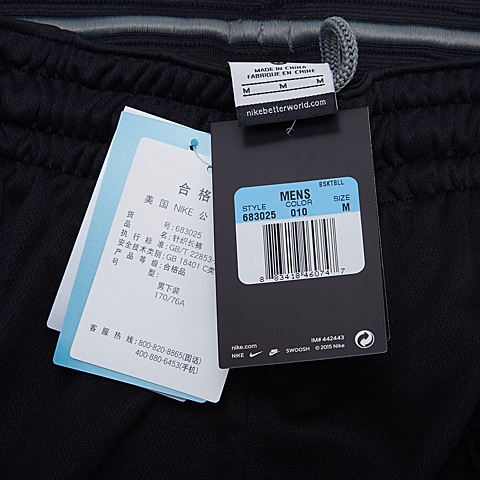 MADE IN CHINA
FABRIQUE EN CHINE
M M M
nikebetterworld.com
BSKTBLL
MENS
STYLE COLOR SIZE
683025 010 M
8 83418 46074 7
nike.com
IM# 442443
NIKE SWOOSH © 2015 Nike
合格
美国 NIKE 公
货号:683025
品名:针织长裤
执行标准:GB/T 22853-
安全技术类别:GB 18401 C类
产品等级:合格品
型号:
男下装
170/76A
客服热线:800-820-8865(固话)
400-880-6453(手机)